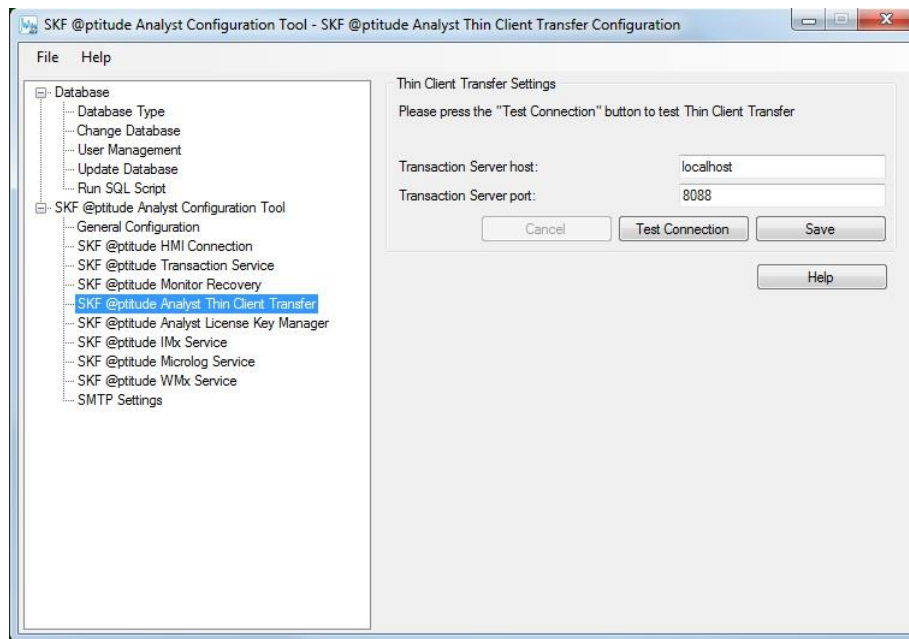 SKF @ptitude Analyst Configuration Tool - SKF @ptitude Analyst Thin Client Transfer Configuration
File Help
Database
Database Type
Change Database
User Management
Update Database
Run SQL Script
SKF @ptitude Analyst Configuration Tool
General Configuration
SKF @ptitude HMI Connection
SKF @ptitude Transaction Service
SKF @ptitude Monitor Recovery
SKF @ptitude Analyst Thin Client Transfer
SKF @ptitude Analyst License Key Manager
SKF @ptitude IMx Service
SKF @ptitude Microlog Service
SKF @ptitude WMx Service
SMTP Settings
Thin Client Transfer Settings
Please press the "Test Connection" button to test Thin Client Transfer
Transaction Server host: localhost
Transaction Server port: 8088
Cancel Test Connection Save
Help